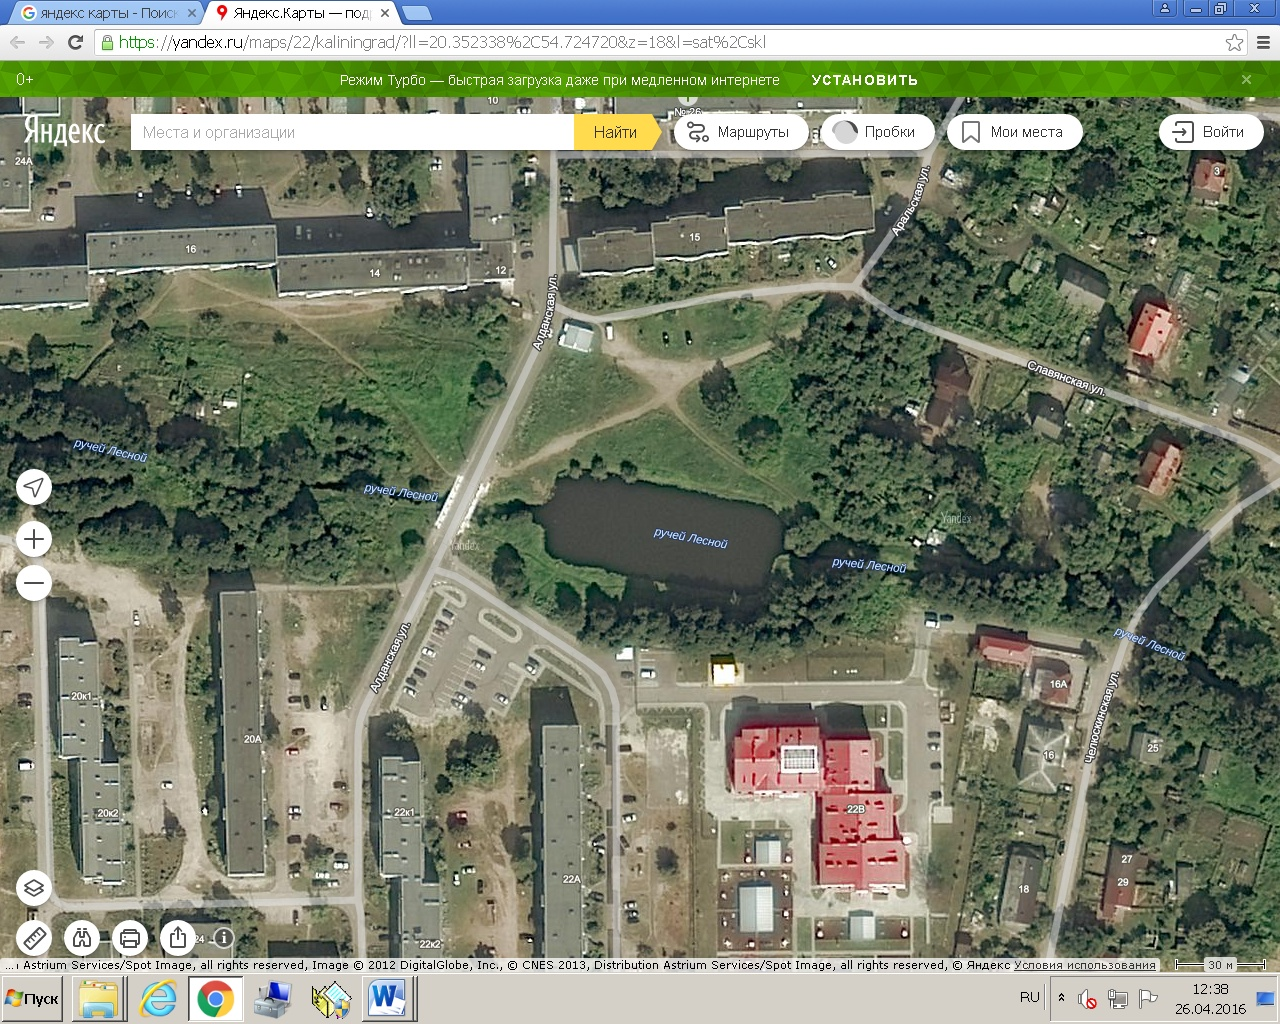 яндекс карты - Поиск
Яндекс.Карты — под
https://yandex.ru/maps/22/kaliningrad/?ll=20.352338%2C54.724720&z=18&l=sat%2Cskl
0+
Режим Турбо — быстрая загрузка даже при медленном интернете
УСТАНОВИТЬ
10
№ 26
Яндекс
Места и организации
Найти
Маршруты
Пробки
Мои места
Войти
24А
3
Аральская ул.
16
15
14
12
Алданская ул.
Славянская ул.
ручей Лесной
ручей Лесной
Yandex
ручей Лесной
Yandex
ручей Лесной
ручей Лесной
Алданская ул.
16А
20к1
Челюскинская ул.
20А
25
16
20к2
22к1
22В
27
22А
29
18
24
22к2
... Astrium Services/Spot Image, all rights reserved, Image © 2012 DigitalGlobe, Inc., © CNES 2013, Distribution Astrium Services/Spot Image, all rights reserved, © Яндекс Условия использования
30 м
Пуск
RU
12:38
26.04.2016